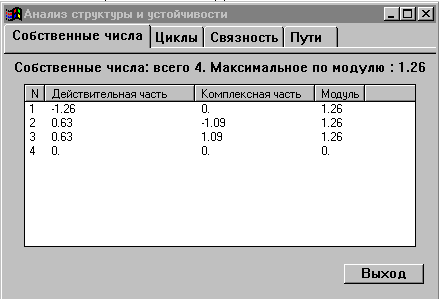 Анализ структуры и устойчивости
Собственные числа Циклы Связность Пути
Собственные числа: всего 4. Максимальное по модулю : 1.26
N Действительная часть Комплексная часть Модуль
1 -1.26 0. 1.26
2 0.63 -1.09 1.26
3 0.63 1.09 1.26
4 0. 0. 0.
Выход